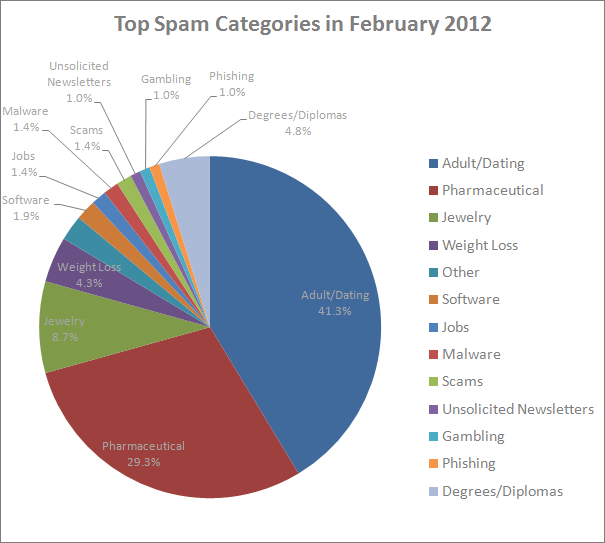 Top Spam Categories in February 2012
Unsolicited
Newsletters
1.0%
Gambling
1.0%
Phishing
1.0%
Degrees/Diplomas
4.8%
Malware
1.4%
Scams
1.4%
Jobs
1.4%
Software
1.9%
Weight Loss
4.3%
Jewelry
8.7%
Pharmaceutical
29.3%
Adult/Dating
41.3%
Adult/Dating
Pharmaceutical
Jewelry
Weight Loss
Other
Software
Jobs
Malware
Scams
Unsolicited Newsletters
Gambling
Phishing
Degrees/Diplomas